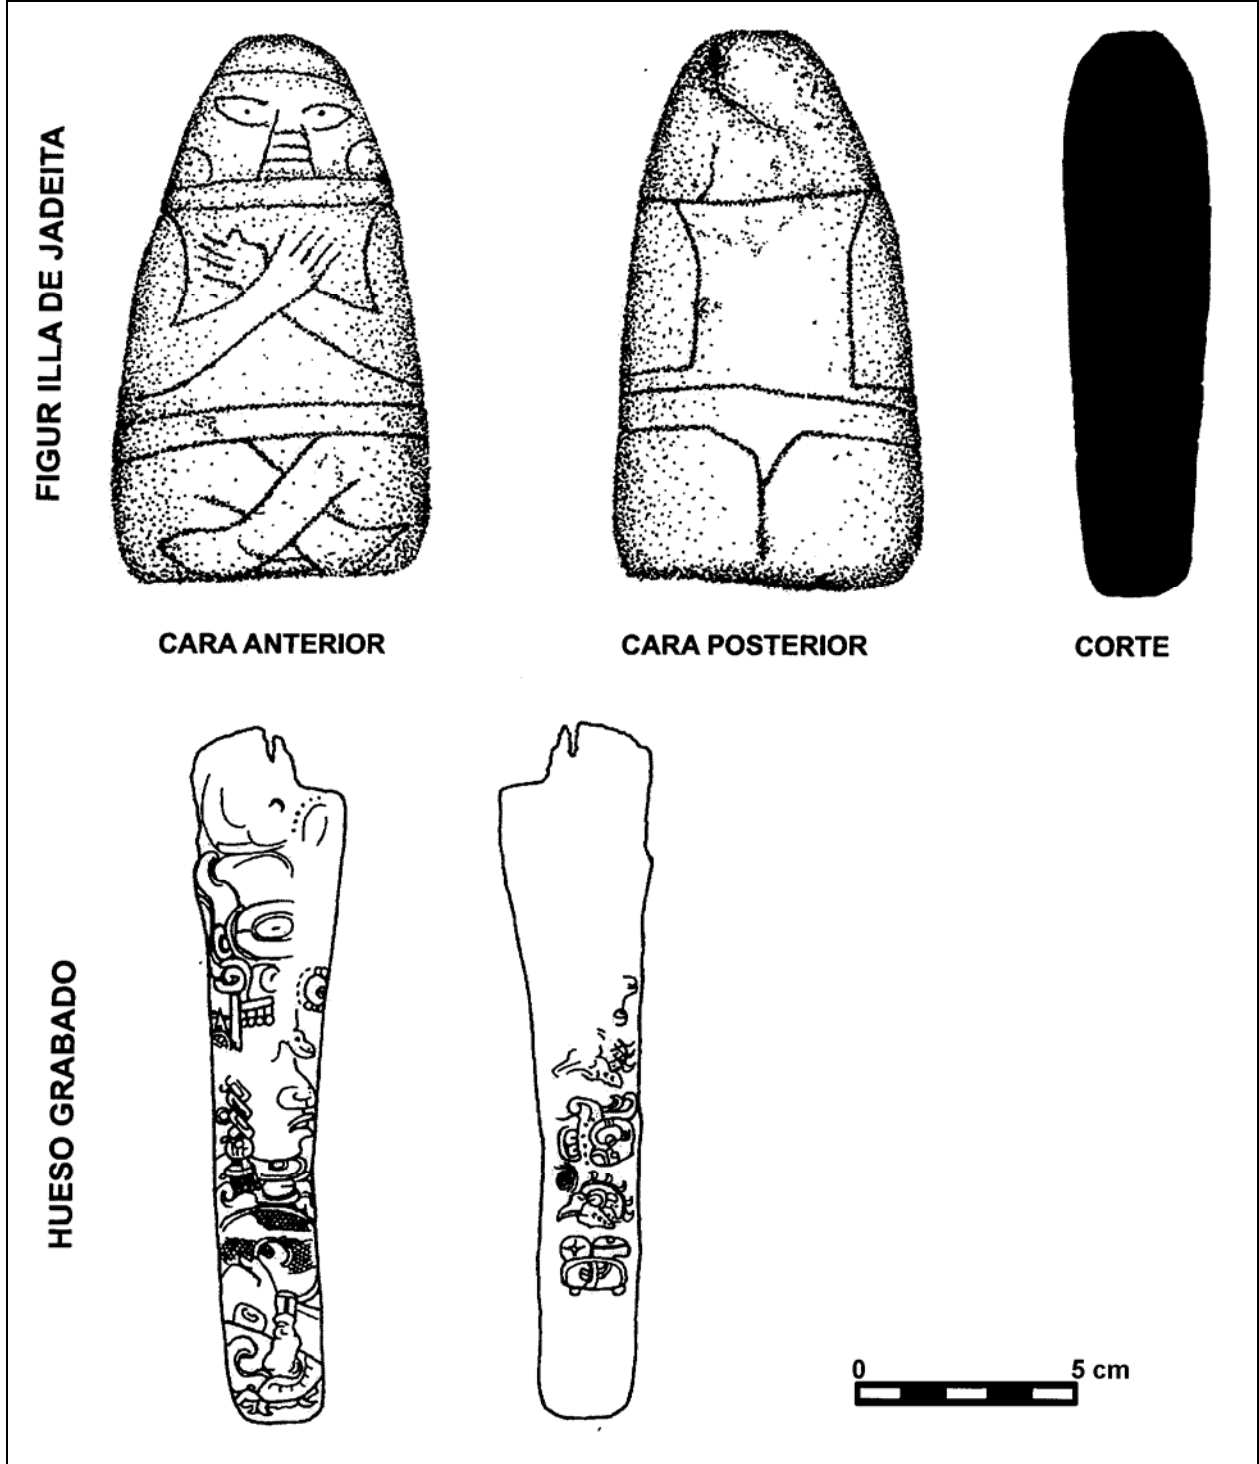 FIGUR ILLA DE JADEITA
CARA ANTERIOR
CARA POSTERIOR
CORTE
HUESO GRABADO
0
5 cm